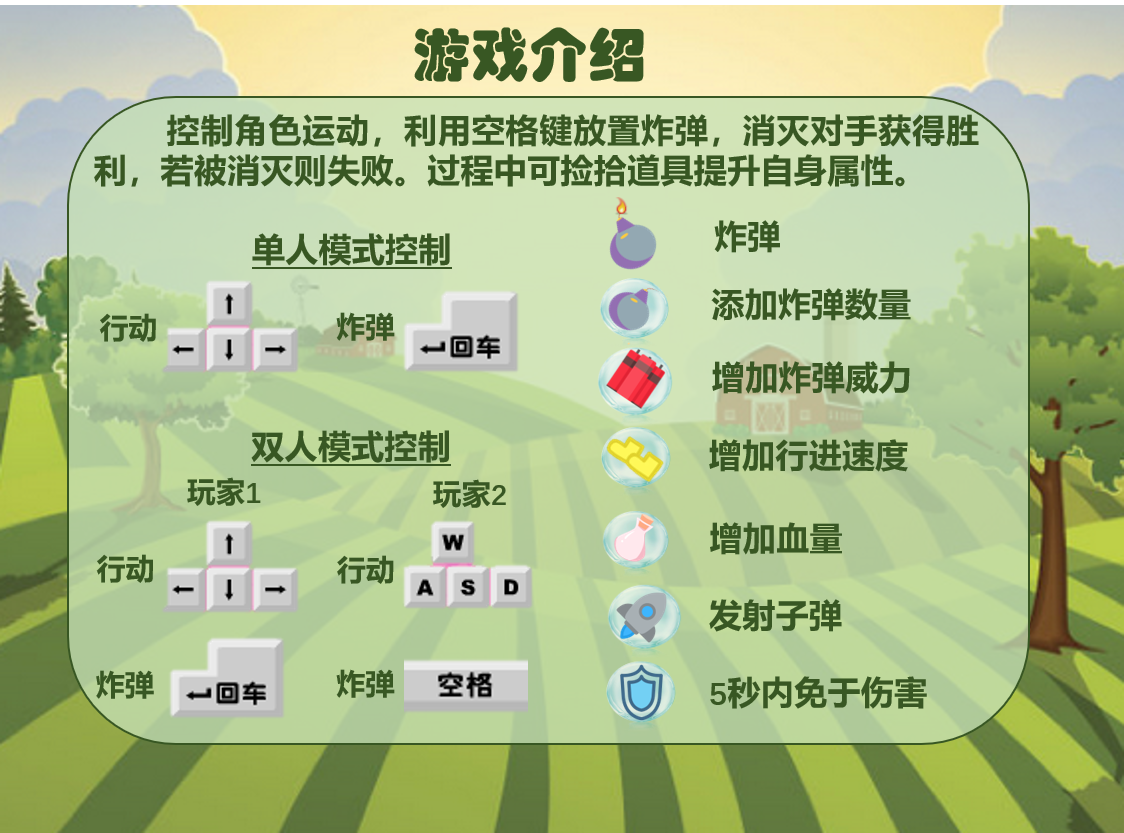 游戏介绍
控制角色运动，利用空格键放置炸弹，消灭对手获得胜
利，若被消灭则失败。过程中可捡拾道具提升自身属性。
单人模式控制
行动
↑
← ↓ →
炸弹
回车
双人模式控制
玩家1
玩家2
行动
↑
← ↓ →
行动
W
A S D
炸弹
回车
炸弹
空格
炸弹
添加炸弹数量
增加炸弹威力
增加行进速度
增加血量
发射子弹
5秒内免于伤害